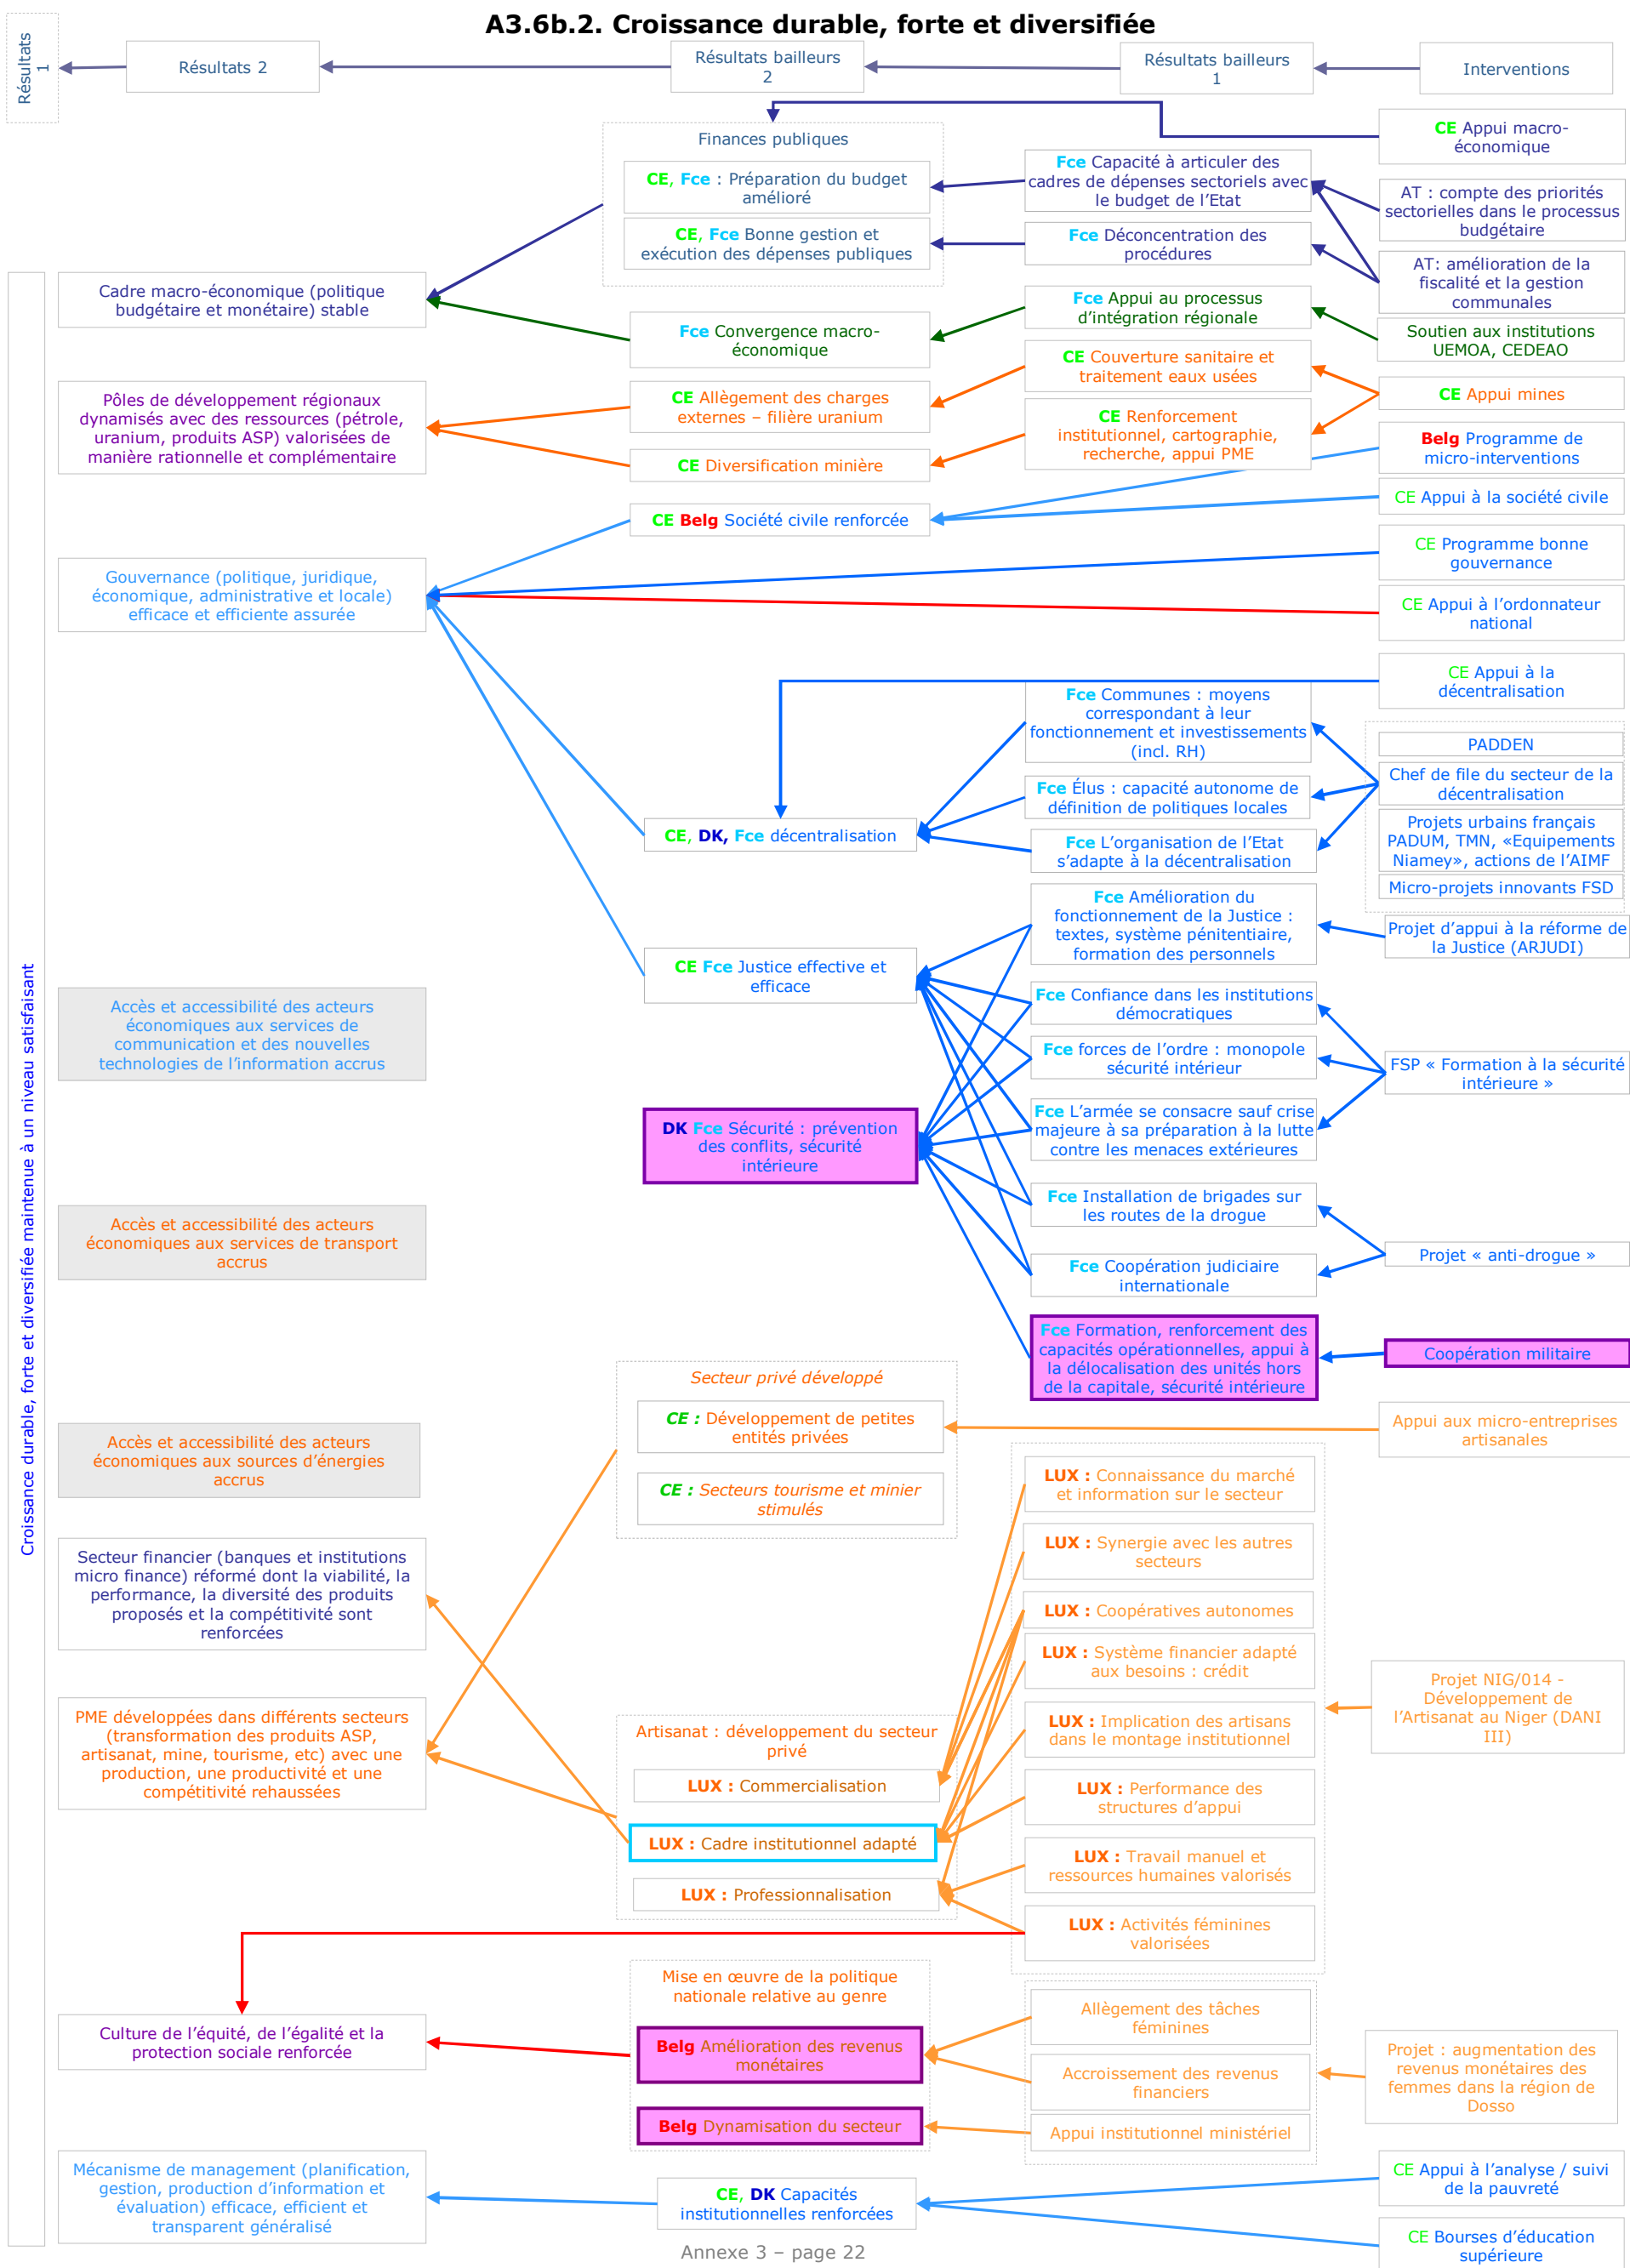 A3.6b.2. Croissance durable, forte et diversifiée
Résultats
1
Résultats 2
Résultats bailleurs
2
Résultats bailleurs
1
Interventions
Finances publiques
CE, Fce : Préparation du budget
amélioré
CE, Fce Bonne gestion et
exécution des dépenses publiques
Fce Capacité à articuler des
cadres de dépenses sectoriels avec
le budget de l’Etat
Fce Déconcentration des
procédures
CE Appui macro-
économique
AT : compte des priorités
sectorielles dans le processus
budgétaire
AT: amélioration de la
fiscalité et la gestion
communales
Cadre macro-économique (politique
budgétaire et monétaire) stable
Fce Convergence macro-
économique
Fce Appui au processus
d’intégration régionale
Soutien aux institutions
UEMOA, CEDEAO
Pôles de développement régionaux
dynamisés avec des ressources (pétrole,
uranium, produits ASP) valorisées de
manière rationnelle et complémentaire
CE Allègement des charges
externes – filière uranium
CE Diversification minière
CE Couverture sanitaire et
traitement eaux usées
CE Renforcement
institutionnel, cartographie,
recherche, appui PME
CE Appui mines
Belg Programme de
micro-interventions
CE Belg Société civile renforcée
CE Appui à la société civile
Gouvernance (politique, juridique,
économique, administrative et locale)
efficace et efficiente assurée
CE Programme bonne
gouvernance
CE Appui à l’ordonnateur
national
CE Appui à la
décentralisation
CE, DK, Fce décentralisation
Fce Communes : moyens
correspondant à leur
fonctionnement et investissements
(incl. RH)
Fce Élus : capacité autonome de
définition de politiques locales
Fce L’organisation de l’Etat
s’adapte à la décentralisation
PADDEN
Chef de file du secteur de la
décentralisation
Projets urbains français
PADUM, TMN, «Equipements
Niamey», actions de l’AIMF
Micro-projets innovants FSD
CE Fce Justice effective et
efficace
Fce Amélioration du
fonctionnement de la Justice :
textes, système pénitentiaire,
formation des personnels
Projet d’appui à la réforme de
la Justice (ARJUDI)
Croissance durable, forte et diversifiée maintenue à un niveau satisfaisant
Accès et accessibilité des acteurs
économiques aux services de
communication et des nouvelles
technologies de l’information accrus
Fce Confiance dans les institutions
démocratiques
Fce forces de l’ordre : monopole
sécurité intérieur
Fce L’armée se consacre sauf crise
majeure à sa préparation à la lutte
contre les menaces extérieures
FSP « Formation à la sécurité
intérieure »
DK Fce Sécurité : prévention
des conflits, sécurité
intérieure
Accès et accessibilité des acteurs
économiques aux services de transport
accrus
Fce Installation de brigades sur
les routes de la drogue
Fce Coopération judiciaire
internationale
Projet « anti-drogue »
Fce Formation, renforcement des
capacités opérationnelles, appui à
la délocalisation des unités hors
de la capitale, sécurité intérieure
Coopération militaire
Secteur privé développé
CE : Développement de petites
entités privées
CE : Secteurs tourisme et minier
stimulés
Appui aux micro-entreprises
artisanales
Accès et accessibilité des acteurs
économiques aux sources d’énergies
accrus
Secteur financier (banques et institutions
micro finance) réformé dont la viabilité, la
performance, la diversité des produits
proposés et la compétitivité sont
renforcées
PME développées dans différents secteurs
(transformation des produits ASP,
artisanat, mine, tourisme, etc) avec une
production, une productivité et une
compétitivité rehaussées
Artisanat : développement du secteur
privé
LUX : Commercialisation
LUX : Cadre institutionnel adapté
LUX : Professionnalisation
LUX : Connaissance du marché
et information sur le secteur
LUX : Synergie avec les autres
secteurs
LUX : Coopératives autonomes
LUX : Système financier adapté
aux besoins : crédit
LUX : Implication des artisans
dans le montage institutionnel
LUX : Performance des
structures d’appui
LUX : Travail manuel et
ressources humaines valorisés
LUX : Activités féminines
valorisées
Projet NIG/014 -
Développement de
l’Artisanat au Niger (DANI
III)
Culture de l’équité, de l’égalité et la
protection sociale renforcée
Mise en œuvre de la politique
nationale relative au genre
Belg Amélioration des revenus
monétaires
Belg Dynamisation du secteur
Allègement des tâches
féminines
Accroissement des revenus
financiers
Appui institutionnel ministériel
Projet : augmentation des
revenus monétaires des
femmes dans la région de
Dosso
Mécanisme de management (planification,
gestion, production d’information et
évaluation) efficace, efficient et
transparent généralisé
CE, DK Capacités
institutionnelles renforcées
CE Appui à l’analyse / suivi
de la pauvreté
CE Bourses d’éducation
supérieure
Annexe 3 – page 22